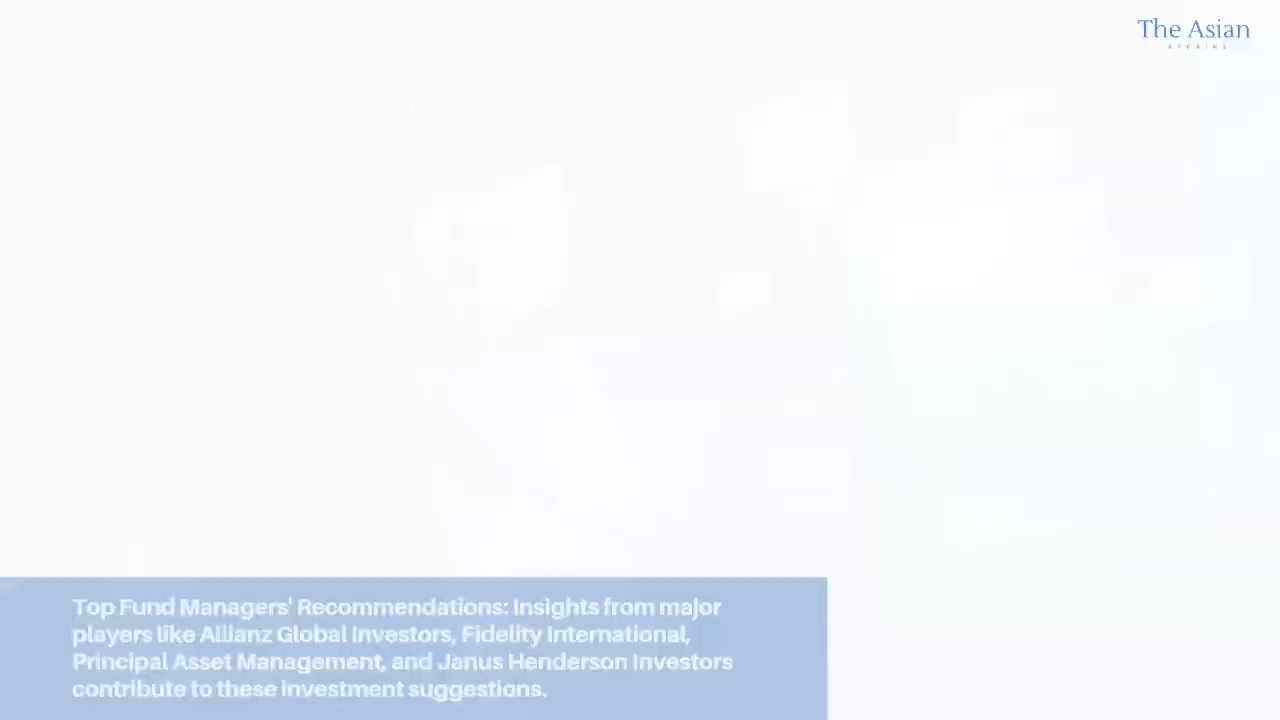 The Asian
AFFAIRS
Top Fund Managers' Recommendations: Insights from major
players like Allianz Global Investors, Fidelity International,
Principal Asset Management, and Janus Henderson Investors
contribute to these investment suggestions.